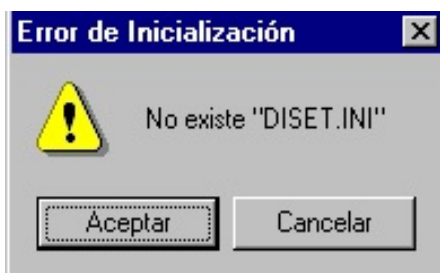 Error de Inicialización
No existe "DISET.INI"
Aceptar
Cancelar